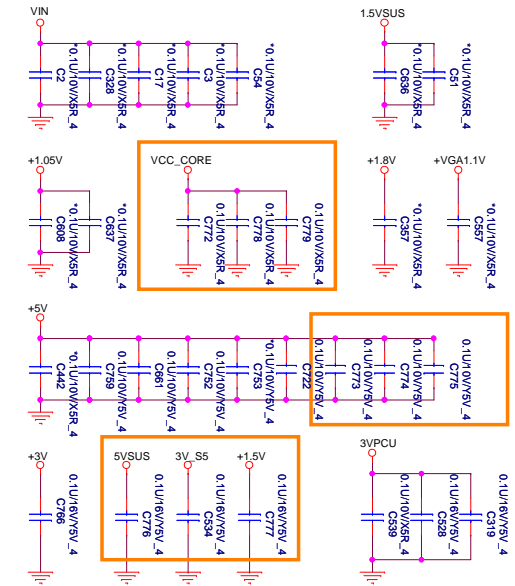 VIN
C2
*0.1U/10V/X5R_4
C328
*0.1U/10V/X5R_4
C17
*0.1U/10V/X5R_4
C3
*0.1U/10V/X5R_4
C54
*0.1U/10V/X5R_4
1.5VSUS
C636
*0.1U/10V/X5R_4
C51
*0.1U/10V/X5R_4
+1.05V
C608
*0.1U/10V/X5R_4
C637
*0.1U/10V/X5R_4
VCC_CORE
C772
0.1U/10V/X5R_4
C778
0.1U/10V/X5R_4
C779
0.1U/10V/X5R_4
+1.8V
C357
*0.1U/10V/X5R_4
+VGA1.1V
C557
*0.1U/10V/X5R_4
+5V
C442
*0.1U/10V/X5R_4
C759
0.1U/10V/Y5V_4
C661
0.1U/10V/Y5V_4
C752
0.1U/10V/Y5V_4
C753
*0.1U/10V/Y5V_4
C722
0.1U/10V/Y5V_4
C773
0.1U/10V/Y5V_4
C774
0.1U/10V/Y5V_4
C775
0.1U/10V/Y5V_4
+3V
C766
0.1U/16V/Y5V_4
5VSUS
C776
0.1U/16V/Y5V_4
3V_S5
C534
0.1U/16V/Y5V_4
+1.5V
C777
0.1U/16V/Y5V_4
3VPCU
C539
0.1U/10V/X5R_4
C528
0.1U/16V/Y5V_4
C319
0.1U/16V/Y5V_4